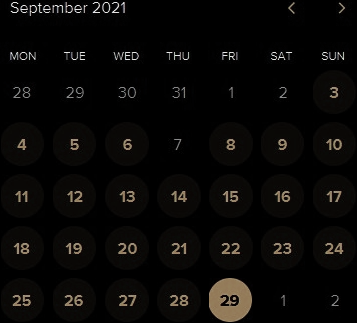 September 2021 < >
MON TUE WED THU FRI SAT SUN
28 29 30 31 1 2 3
4 5 6 7 8 9 10
11 12 13 14 15 16 17
18 19 20 21 22 23 24
25 26 27 28 29 1 2